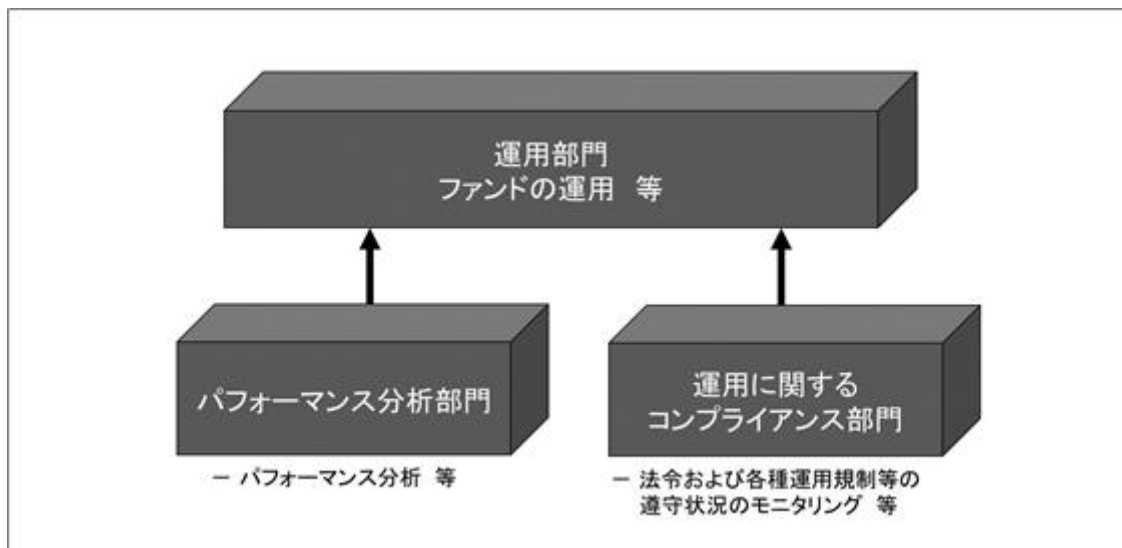 運用部門
ファンドの運用 等
パフォーマンス分析部門
－ パフォーマンス分析 等
運用に関する
コンプライアンス部門
－ 法令および各種運用規制等の
遵守状況のモニタリング 等